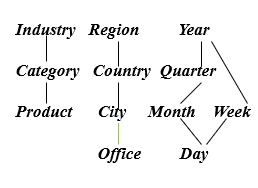 Industry Region Year
Category Country Quarter
Product City Month Week
Office Day